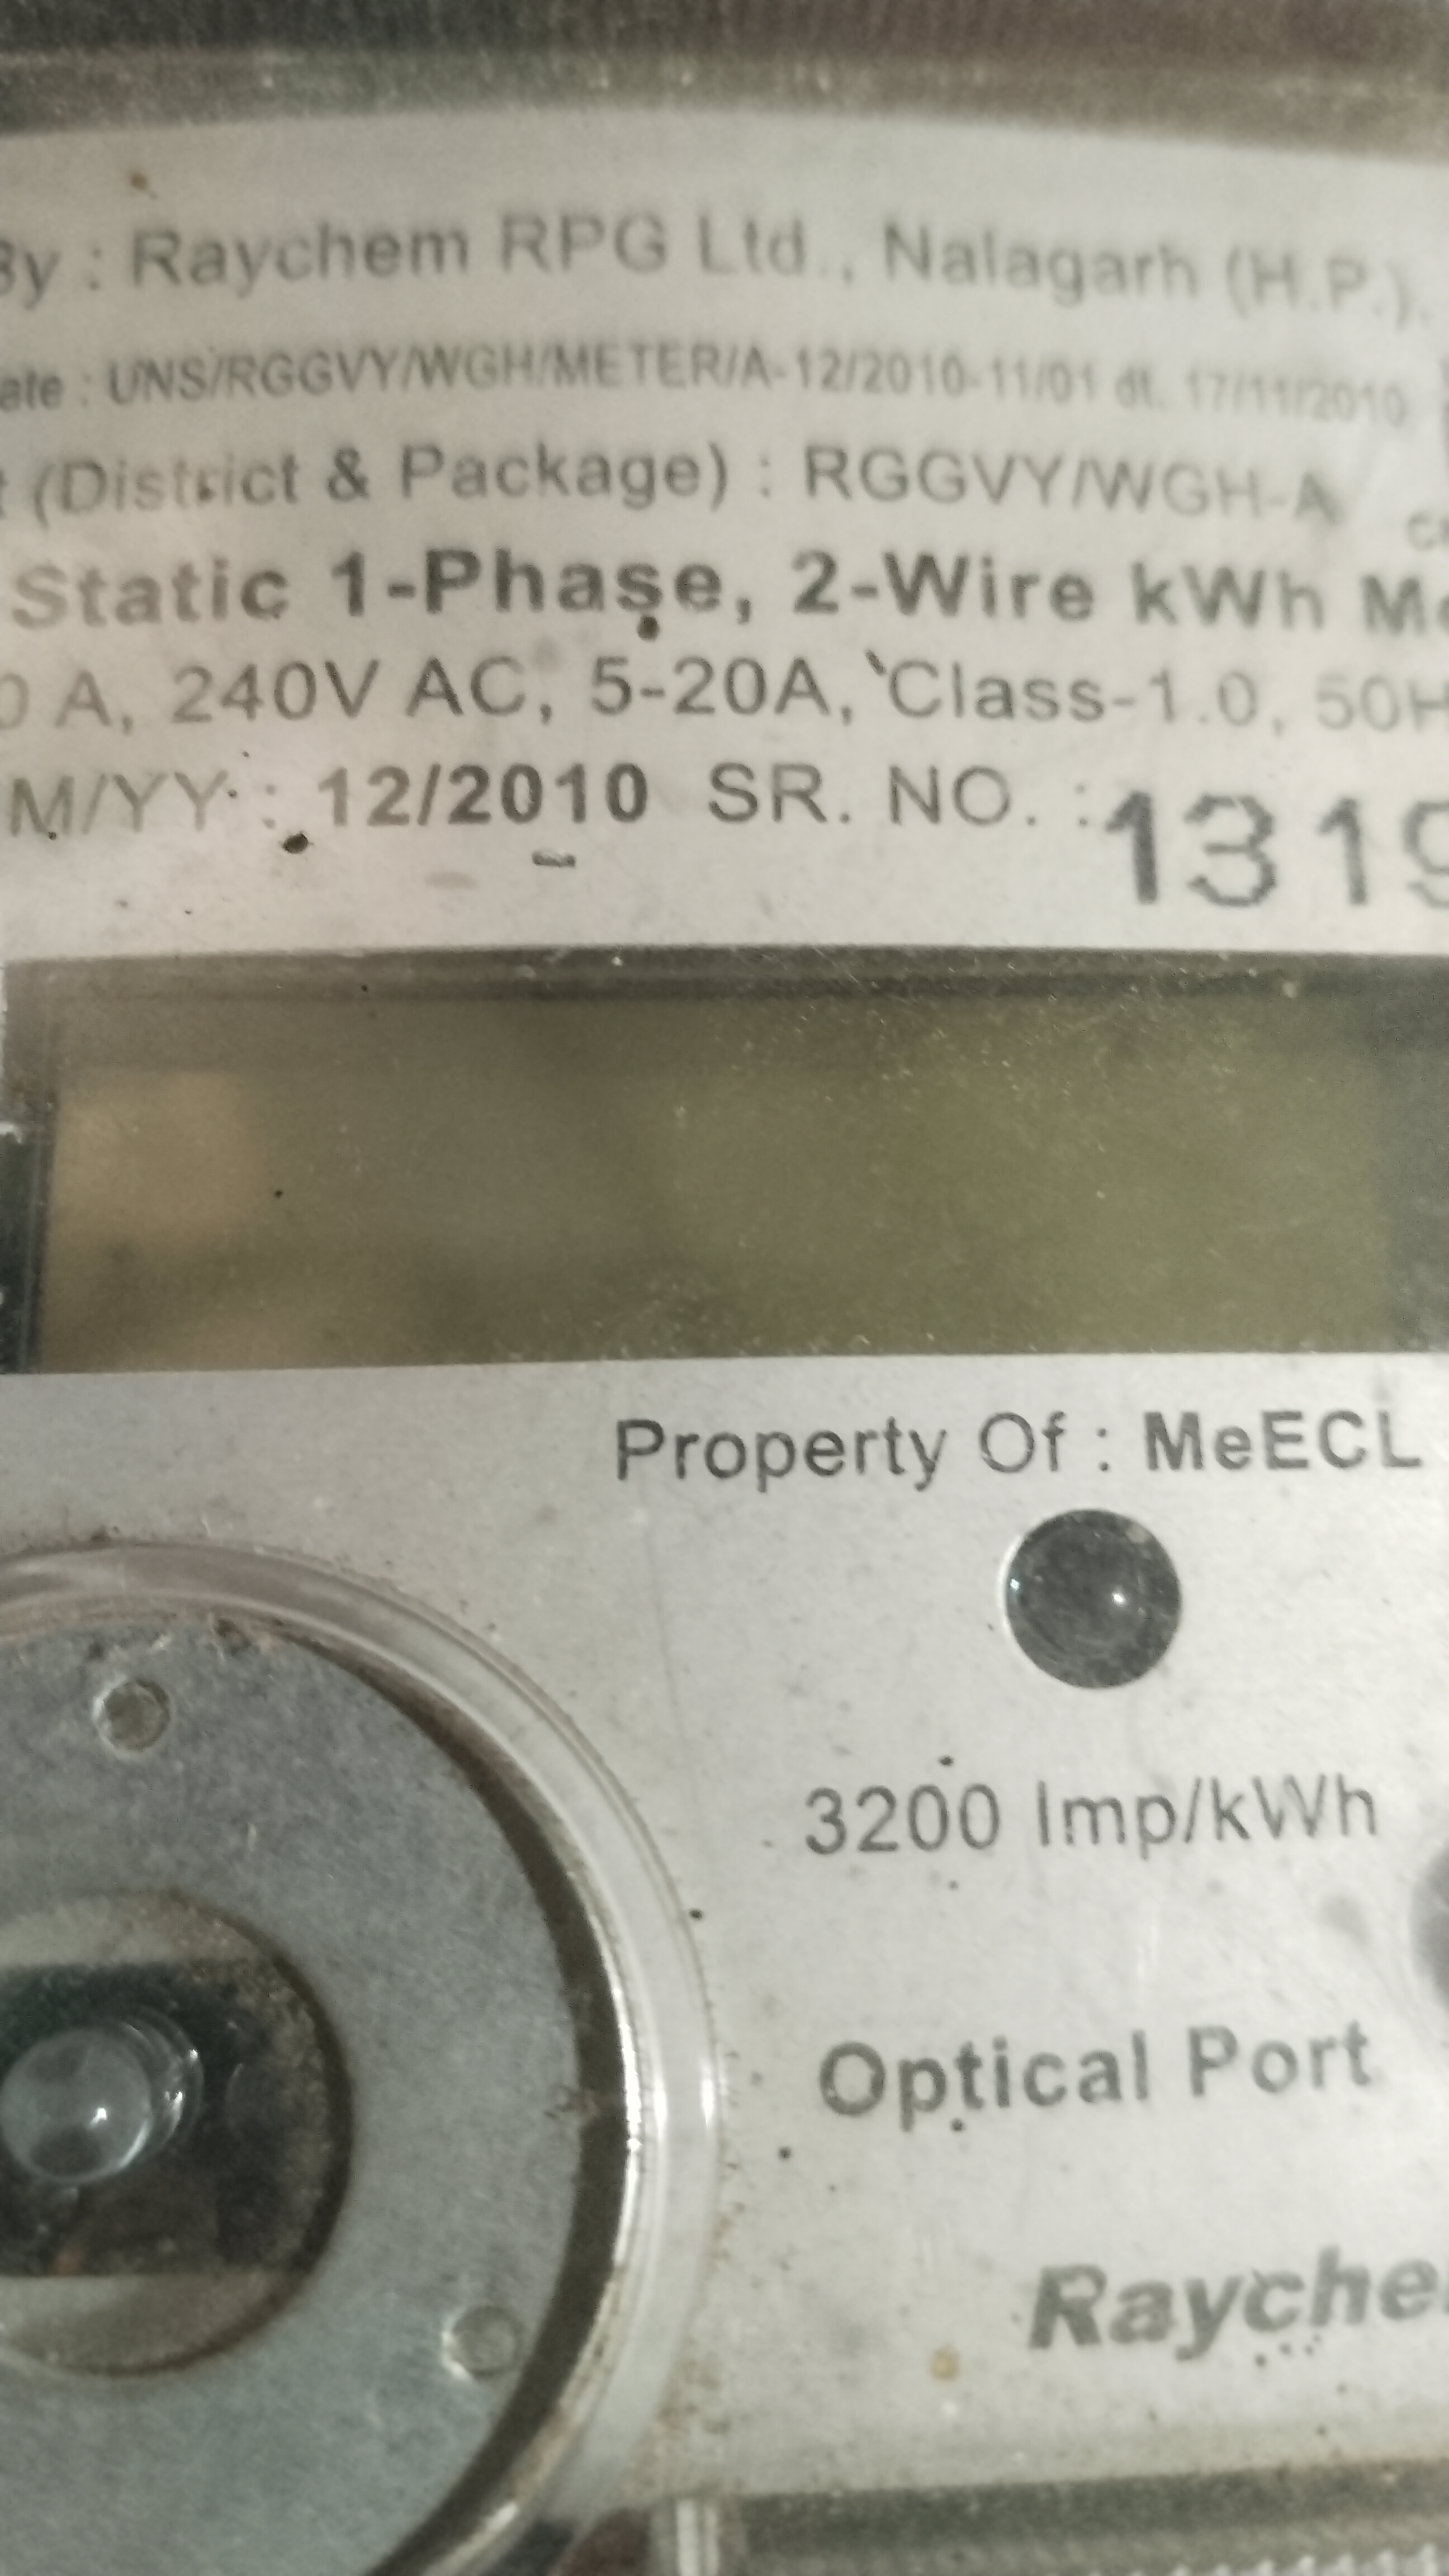 By : Raychem RPG Ltd., Nalagarh (H.P.).
ate : UNS/RGGVY/WGH/METER/A-12/2010-11/01 dt. 17/11/2010
(District & Package) : RGGVY/WGH-A
Static 1-Phase, 2-Wire kWh
0 A, 240V AC, 5-20A, Class-1.0, 50H
M/YY : 12/2010 SR. NO. : 1319
Property Of : MeECL
3200 Imp/kWh
Optical Port
Rayche